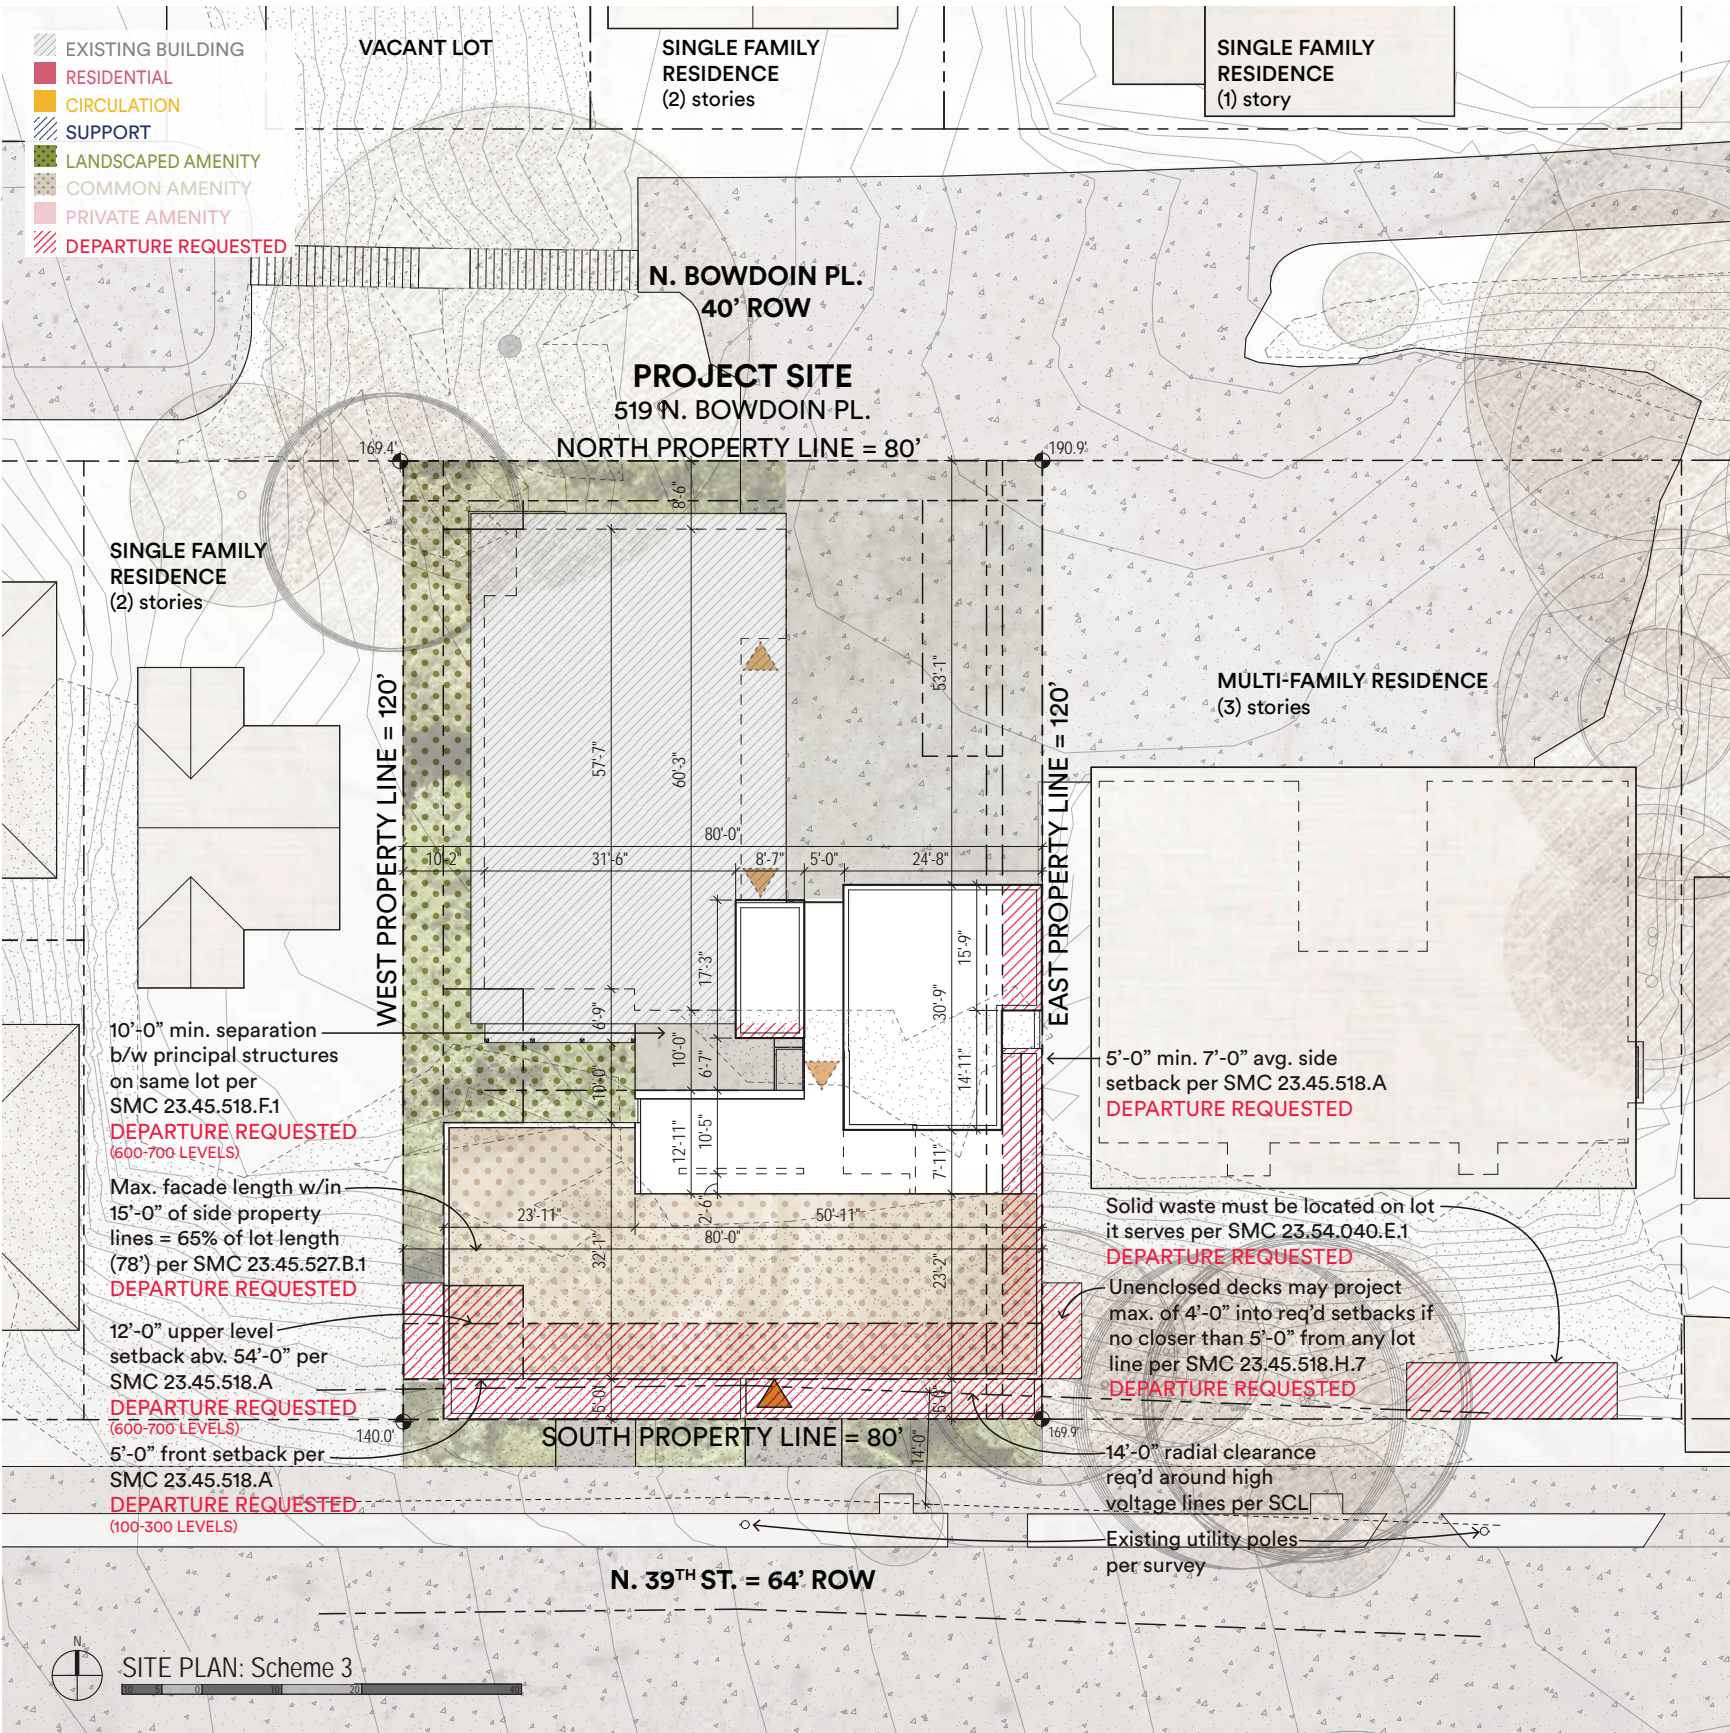 EXISTING BUILDING
RESIDENTIAL
CIRCULATION
SUPPORT
LANDSCAPED AMENITY
COMMON AMENITY
PRIVATE AMENITY
DEPARTURE REQUESTED
VACANT LOT
SINGLE FAMILY
RESIDENCE
(2) stories
SINGLE FAMILY
RESIDENCE
(1) story
N. BOWDOIN PL.
40' ROW
PROJECT SITE
519 N. BOWDOIN PL.
NORTH PROPERTY LINE = 80'
169.4'
190.9'
8'-6"
SINGLE FAMILY
RESIDENCE
(2) stories
WEST PROPERTY LINE = 120'
EAST PROPERTY LINE = 120'
MULTI-FAMILY RESIDENCE
(3) stories
53'-1"
57'-7"
60'-3"
80'-0"
10'-2"
31'-6"
8'-7"
5'-0"
24'-8"
17'-3"
15'-9"
30'-9"
14'-11"
6'-9"
10'-0"
6'-7"
10'-0"
12'-11"
10'-5"
7'-11"
2'-6"
23'-11"
50'-11"
80'-0"
32'-1"
23'-2"
5'-0"
5'-0"
14'-0"
10'-0" min. separation
b/w principal structures
on same lot per
SMC 23.45.518.F.1
DEPARTURE REQUESTED
(600-700 LEVELS)
Max. facade length w/in
15'-0" of side property
lines = 65% of lot length
(78') per SMC 23.45.527.B.1
DEPARTURE REQUESTED
12'-0" upper level
setback abv. 54'-0" per
SMC 23.45.518.A
DEPARTURE REQUESTED
(600-700 LEVELS)
5'-0" front setback per
SMC 23.45.518.A
DEPARTURE REQUESTED
(100-300 LEVELS)
5'-0" min. 7'-0" avg. side
setback per SMC 23.45.518.A
DEPARTURE REQUESTED
Solid waste must be located on lot
it serves per SMC 23.54.040.E.1
DEPARTURE REQUESTED
Unenclosed decks may project
max. of 4'-0" into req'd setbacks if
no closer than 5'-0" from any lot
line per SMC 23.45.518.H.7
DEPARTURE REQUESTED
14'-0" radial clearance
req'd around high
voltage lines per SCL
Existing utility poles
per survey
140.0'
SOUTH PROPERTY LINE = 80'
169.9'
N. 39TH ST. = 64' ROW
N
SITE PLAN: Scheme 3
10 5 0 10 20 40